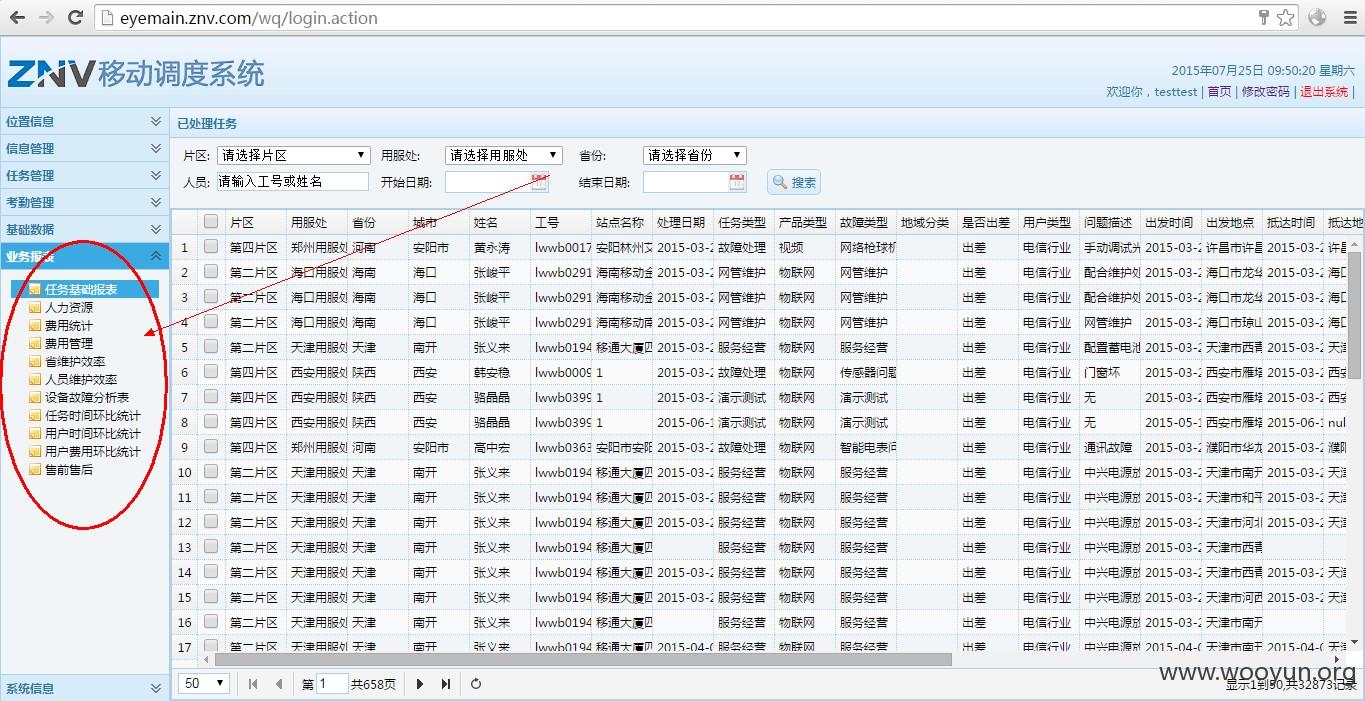 eyemain.znv.com/wq/login.action
ZNV移动调度系统
2015年07月25日 09:50:20 星期六
欢迎你，testtest | 首页 | 修改密码 | 退出系统 |
位置信息
信息管理
任务管理
考勤管理
基础数据
业务报表
任务基础报表
人力资源
费用统计
费用管理
省维护效率
人员维护效率
设备故障分析表
任务时间环比统计
用户时间环比统计
用户费用环比统计
售前售后
系统信息
已处理任务
片区: 请选择片区 用服处: 请选择用服处 省份: 请选择省份
人员: 请输入工号或姓名 开始日期: 结束日期: 搜索
片区 用服处 省份 城市 姓名 工号 站点名称 处理日期 任务类型 产品类型 故障类型 地域分类 是否出差 用户类型 问题描述 出发时间 出发地点 抵达时间 抵达地
1 第四片区 郑州用服处 河南 安阳市 黄永涛 lwwb0017 安阳林州艾 2015-03-2 故障处理 视频 网络枪球机 出差 电信行业 手动调试光 2015-03-2 许昌市许昌 2015-03-2 许昌
2 第二片区 海口用服处 海南 海口 张峻平 lwwb0291 海南移动金 2015-03-2 网管维护 物联网 网管维护 出差 电信行业 配合维护处 2015-03-2 海口市龙华 2015-03-2 海口
3 第二片区 海口用服处 海南 海口 张峻平 lwwb0291 海南移动金 2015-03-2 网管维护 物联网 网管维护 出差 电信行业 配合维护处 2015-03-2 海口市龙华 2015-03-2 海口
4 第二片区 海口用服处 海南 海口 张峻平 lwwb0291 海南移动南 2015-03-2 网管维护 物联网 网管维护 出差 电信行业 网管维护 2015-03-2 海口市琼山 2015-03-2 海口
5 第二片区 天津用服处 天津 南开 张义来 lwwb0194 移通大厦四 2015-03-2 服务经营 物联网 服务经营 出差 电信行业 配置蓄电池 2015-03-2 天津市西青 2015-03-2 天津
6 第四片区 西安用服处 陕西 西安 韩安稳 lwwb0009 1 2015-03-2 故障处理 物联网 传感器问题 出差 电信行业 门窗坏 2015-03-2 西安市雁塔 2015-03-2 西安
7 第四片区 西安用服处 陕西 西安 骆晶晶 lwwb0399 1 2015-03-2 演示测试 物联网 演示测试 出差 电信行业 无 2015-03-2 西安市雁塔 2015-03-2 西安
8 第四片区 西安用服处 陕西 西安 骆晶晶 lwwb0399 1 2015-06-1 演示测试 物联网 演示测试 出差 电信行业 无 2015-05-1 西安市雁塔 2015-06-1 nul
9 第四片区 郑州用服处 河南 安阳市 高中宏 lwwb0363 安阳市安阳 2015-03-2 故障处理 物联网 智能电表问 出差 电信行业 通讯故障 2015-03-2 濮阳市华龙 2015-03-2 濮阳
10 第二片区 天津用服处 天津 南开 张义来 lwwb0194 移通大厦四 2015-03-2 服务经营 物联网 服务经营 出差 电信行业 中兴电源放 2015-03-2 天津市南开 2015-03-2 天津
11 第二片区 天津用服处 天津 南开 张义来 lwwb0194 移通大厦四 2015-03-2 服务经营 物联网 服务经营 出差 电信行业 中兴电源放 2015-03-2 天津市和平 2015-03-2 天津
12 第二片区 天津用服处 天津 南开 张义来 lwwb0194 移通大厦四 2015-03-2 服务经营 物联网 服务经营 出差 电信行业 中兴电源放 2015-03-2 天津市河北 2015-03-2 天津
13 第二片区 天津用服处 天津 南开 张义来 lwwb0194 移通大厦四 服务经营 物联网 服务经营 出差 电信行业 中兴电源放 2015-03-2 天津市西青
14 第二片区 天津用服处 天津 南开 张义来 lwwb0194 移通大厦四 2015-03-2 服务经营 物联网 服务经营 出差 电信行业 中兴电源放 2015-03-2 天津市西青 2015-03-2 天津
15 第二片区 天津用服处 天津 南开 张义来 lwwb0194 移通大厦四 2015-03-2 服务经营 物联网 服务经营 出差 电信行业 中兴电源放 2015-03-2 天津市河西 2015-03-2 天津
16 第二片区 天津用服处 天津 南开 张义来 lwwb0194 移通大厦四 服务经营 物联网 服务经营 出差 电信行业 中兴电源放 2015-03-2 天津市南开
17 第二片区 天津用服处 天津 南开 张义来 lwwb0194 移通大厦四 2015-04-0 服务经营 物联网 服务经营 出差 电信行业 中兴电源放 2015-04-0 天津市西青 2015-04-0 天津
50 第 1 共658页
显示1到50,共32873记录
www.wooyun.org